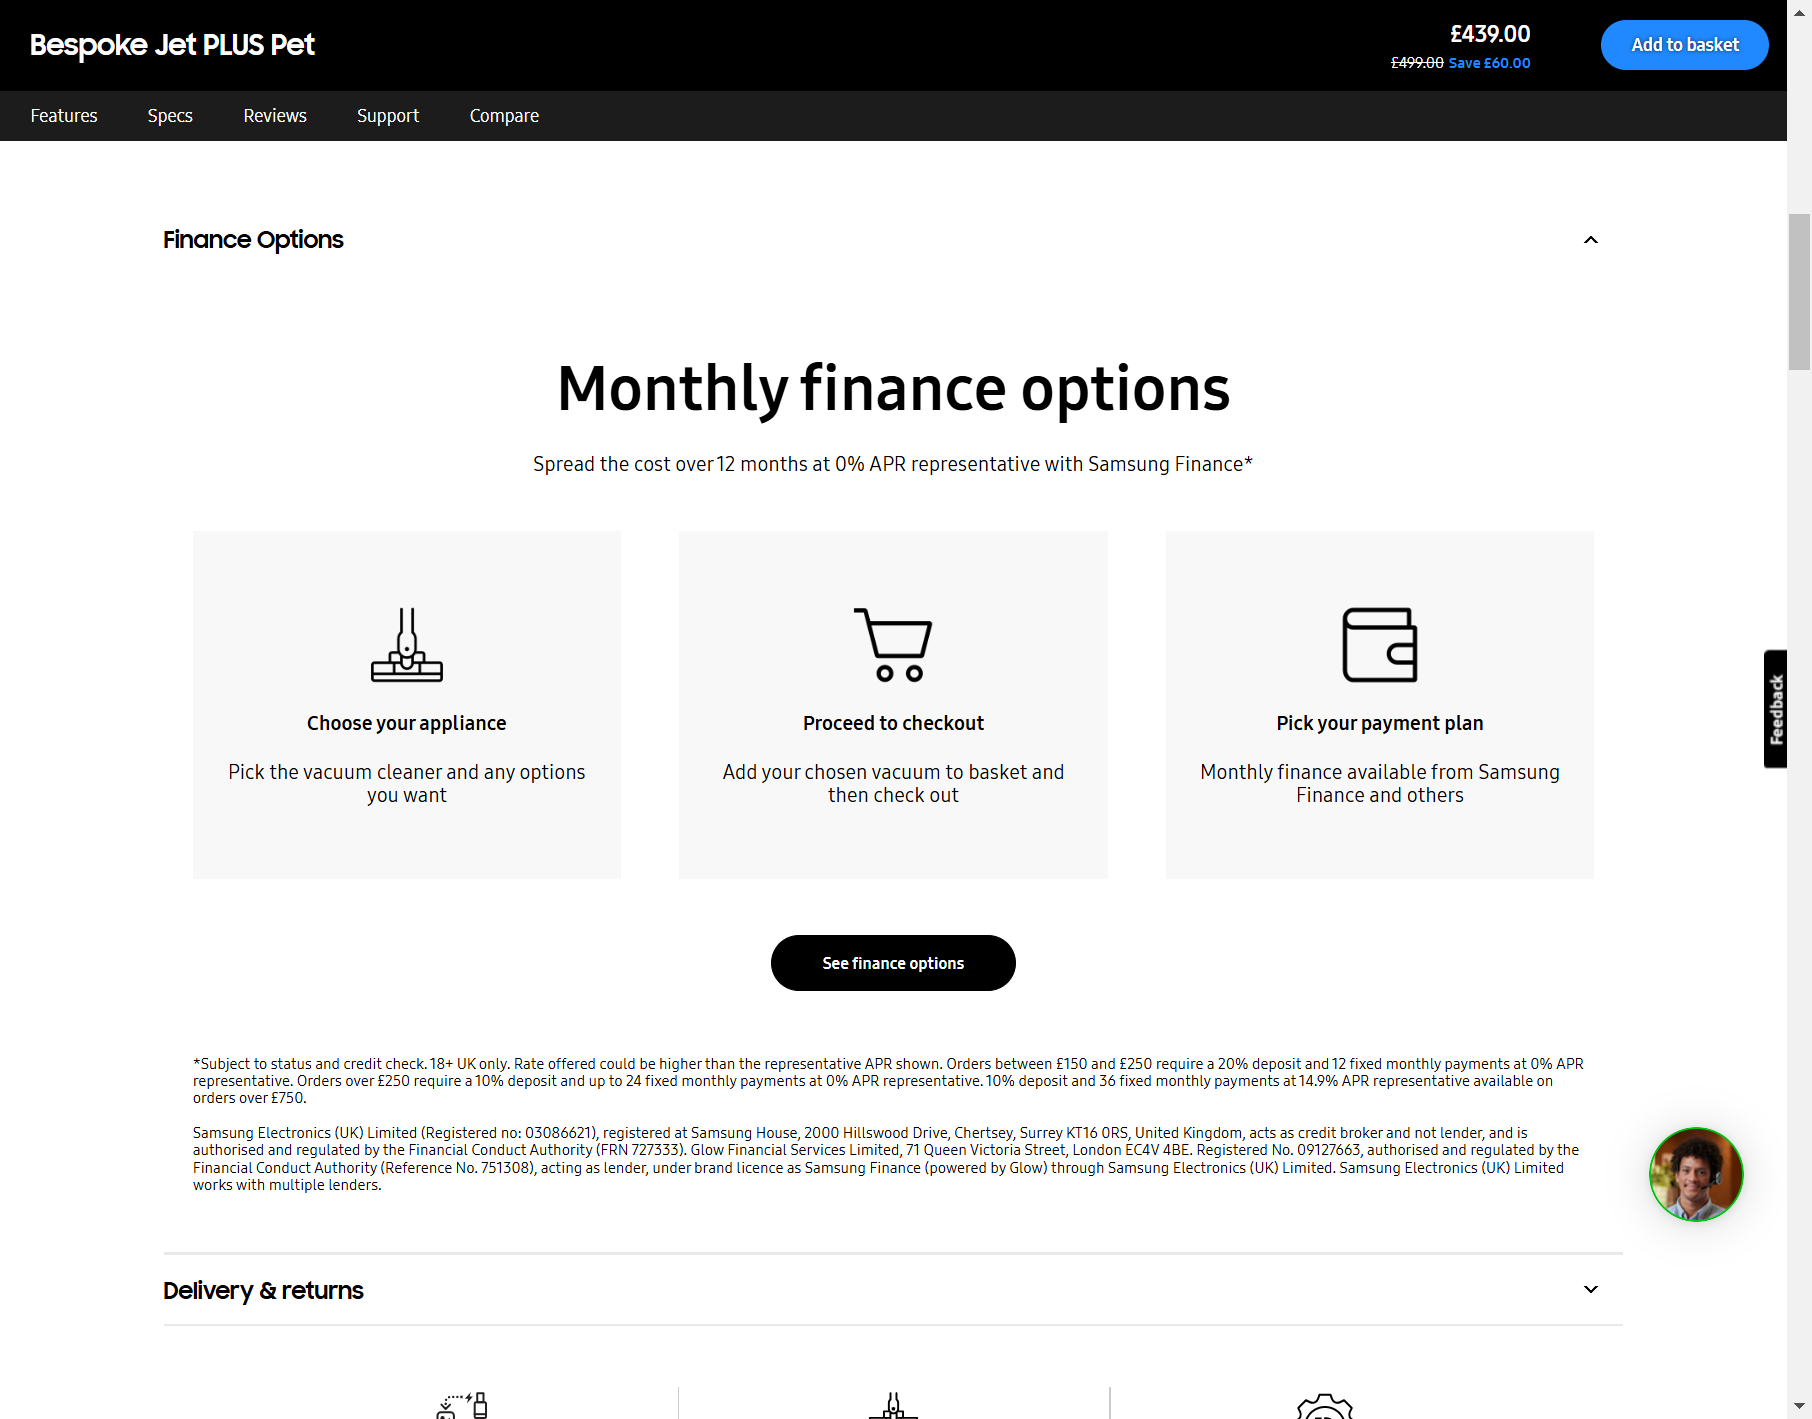 Bespoke Jet PLUS Pet
£439.00
£499.00 Save £60.00
Add to basket
Features
Specs
Reviews
Support
Compare
Finance Options
Monthly finance options
Spread the cost over 12 months at 0% APR representative with Samsung Finance*
Choose your appliance
Pick the vacuum cleaner and any options
you want
Proceed to checkout
Add your chosen vacuum to basket and
then check out
Pick your payment plan
Monthly finance available from Samsung
Finance and others
Feedback
See finance options
*Subject to status and credit check. 18+ UK only. Rate offered could be higher than the representative APR shown. Orders between £150 and £250 require a 20% deposit and 12 fixed monthly payments at 0% APR
representative. Orders over £250 require a 10% deposit and up to 24 fixed monthly payments at 0% APR representative. 10% deposit and 36 fixed monthly payments at 14.9% APR representative available on
orders over £750.
Samsung Electronics (UK) Limited (Registered no: 03086621), registered at Samsung House, 2000 Hillswood Drive, Chertsey, Surrey KT16 0RS, United Kingdom, acts as credit broker and not lender, and is
authorised and regulated by the Financial Conduct Authority (FRN 727333). Glow Financial Services Limited, 71 Queen Victoria Street, London EC4V 4BE. Registered No. 09127663, authorised and regulated by the
Financial Conduct Authority (Reference No. 751308), acting as lender, under brand licence as Samsung Finance (powered by Glow) through Samsung Electronics (UK) Limited. Samsung Electronics (UK) Limited
works with multiple lenders.
Delivery & returns